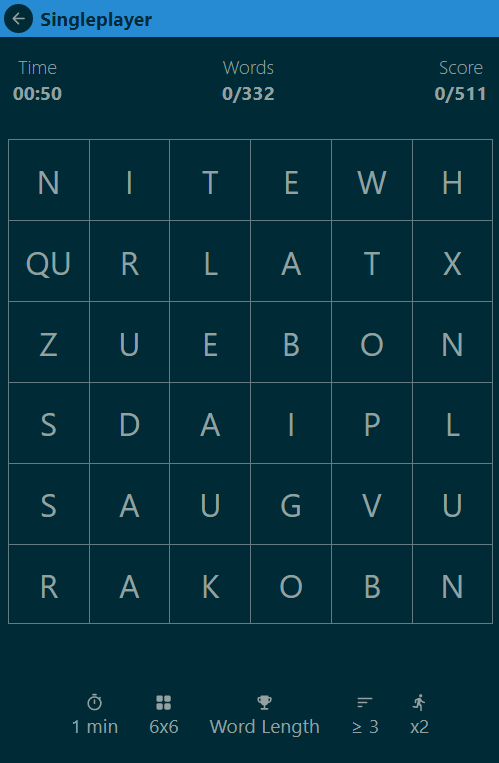 Singleplayer
Time Words Score
00:50 0/332 0/511
N I T E W H
QU R L A T X
Z U E B O N
S D A I P L
S A U G V U
R A K O B N
1 min 6x6 Word Length ≥ 3 x2